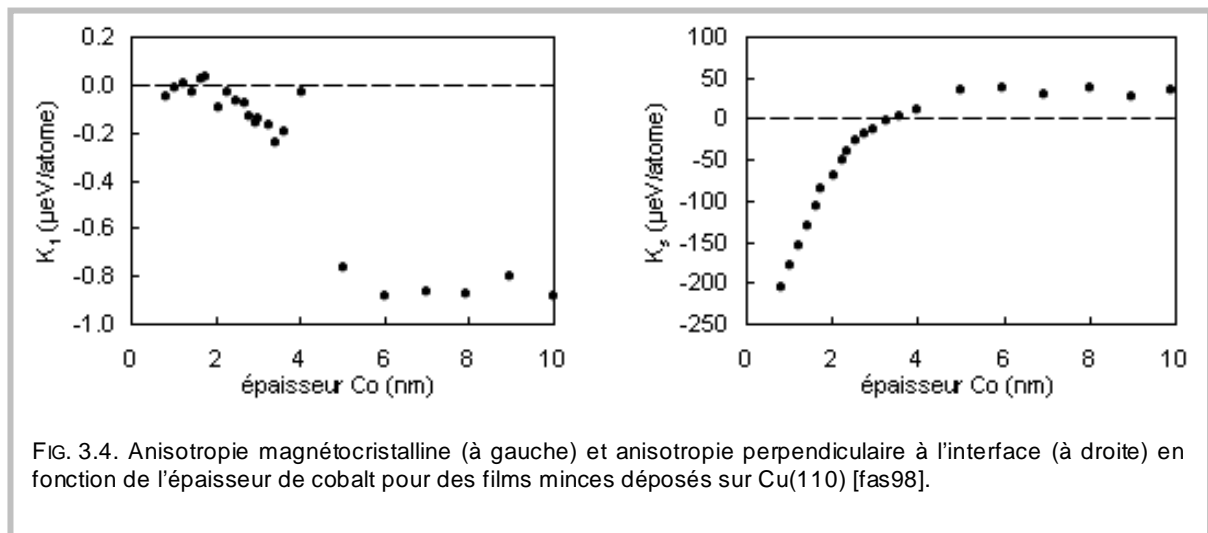 0.2
0.0
-0.2
-0.4
-0.6
-0.8
-1.0
K1 (µeV/atome)
0 2 4 6 8 10
épaisseur Co (nm)
100
50
0
-50
-100
-150
-200
-250
Ks (µeV/atome)
0 2 4 6 8 10
épaisseur Co (nm)
FIG. 3.4. Anisotropie magnétocristalline (à gauche) et anisotropie perpendiculaire à l'interface (à droite) en
fonction de l'épaisseur de cobalt pour des films minces déposés sur Cu(110) [fas98].